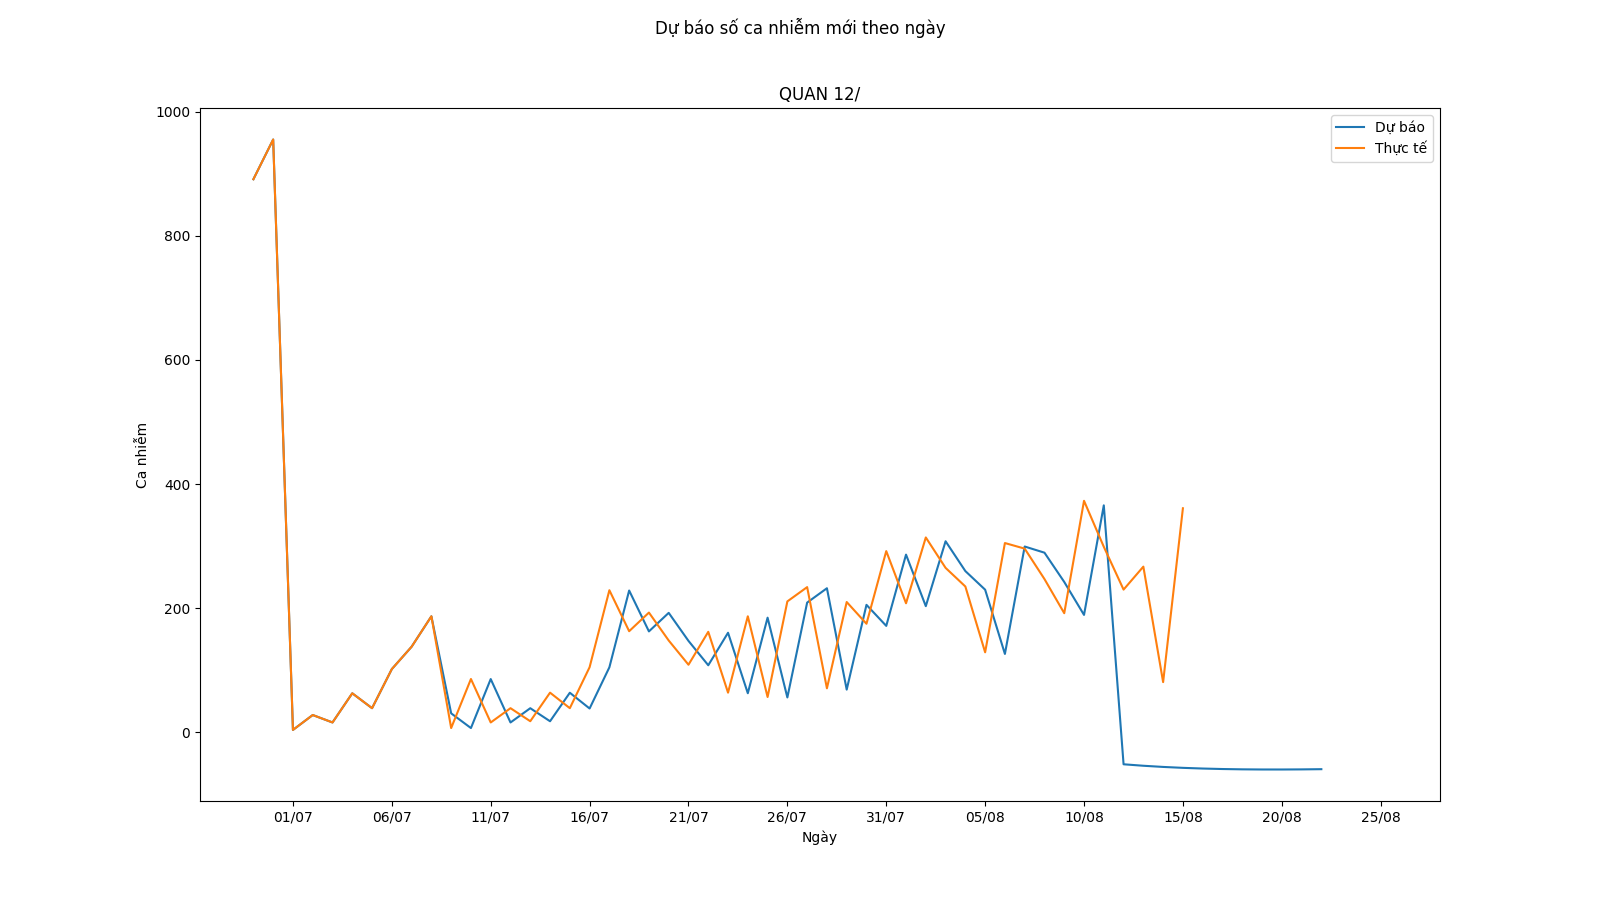 Dự báo số ca nhiễm mới theo ngày
QUAN 12/
1000
800
600
400
200
0
Ca nhiễm
Dự báo
Thực tế
01/07 06/07 11/07 16/07 21/07 26/07 31/07 05/08 10/08 15/08 20/08 25/08
Ngày